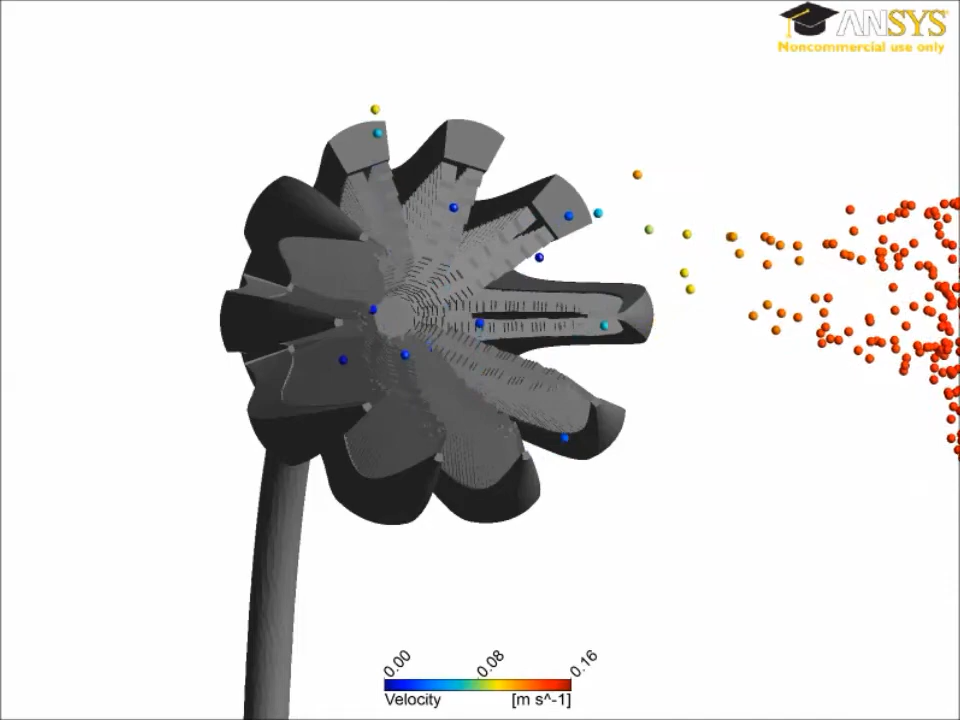 ANSYS
Noncommercial use only
0.00
0.08
0.16
Velocity
[m s^-1]